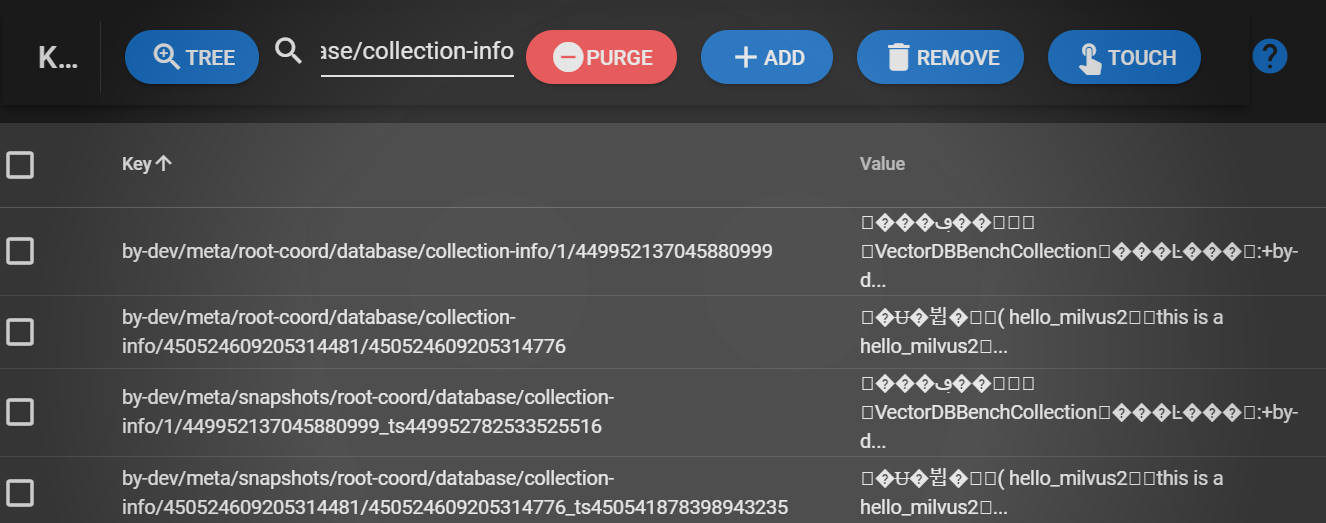 K...
TREE
ase/collection-info
PURGE
ADD
REMOVE
TOUCH
?
Key
Value
by-dev/meta/root-coord/database/collection-info/1/449952137045880999
□���ف��□□□
□VectorDBBenchCollection□���Ł���□:+by-
d...
by-dev/meta/root-coord/database/collection-
info/450524609205314481/450524609205314776
hello_milvus2□□this is a
hello_milvus2□...
by-dev/meta/snapshots/root-coord/database/collection-
info/1/449952137045880999_ts449952782533525516
□���ف��□□□
□VectorDBBenchCollection□���Ł���□:+by-
d...
by-dev/meta/snapshots/root-coord/database/collection-
info/450524609205314481/450524609205314776_ts450541878398943235
hello_milvus2□□this is a
hello_milvus2□...